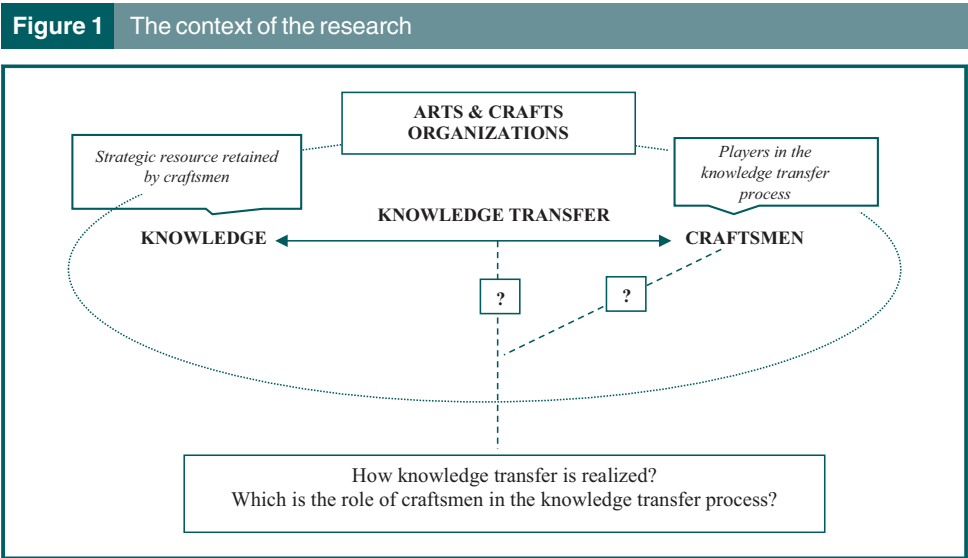 Figure 1 The context of the research
ARTS & CRAFTS
ORGANIZATIONS
Strategic resource retained
by craftsmen
Players in the
knowledge transfer
process
KNOWLEDGE TRANSFER
KNOWLEDGE
CRAFTSMEN
?
?
How knowledge transfer is realized?
Which is the role of craftsmen in the knowledge transfer process?